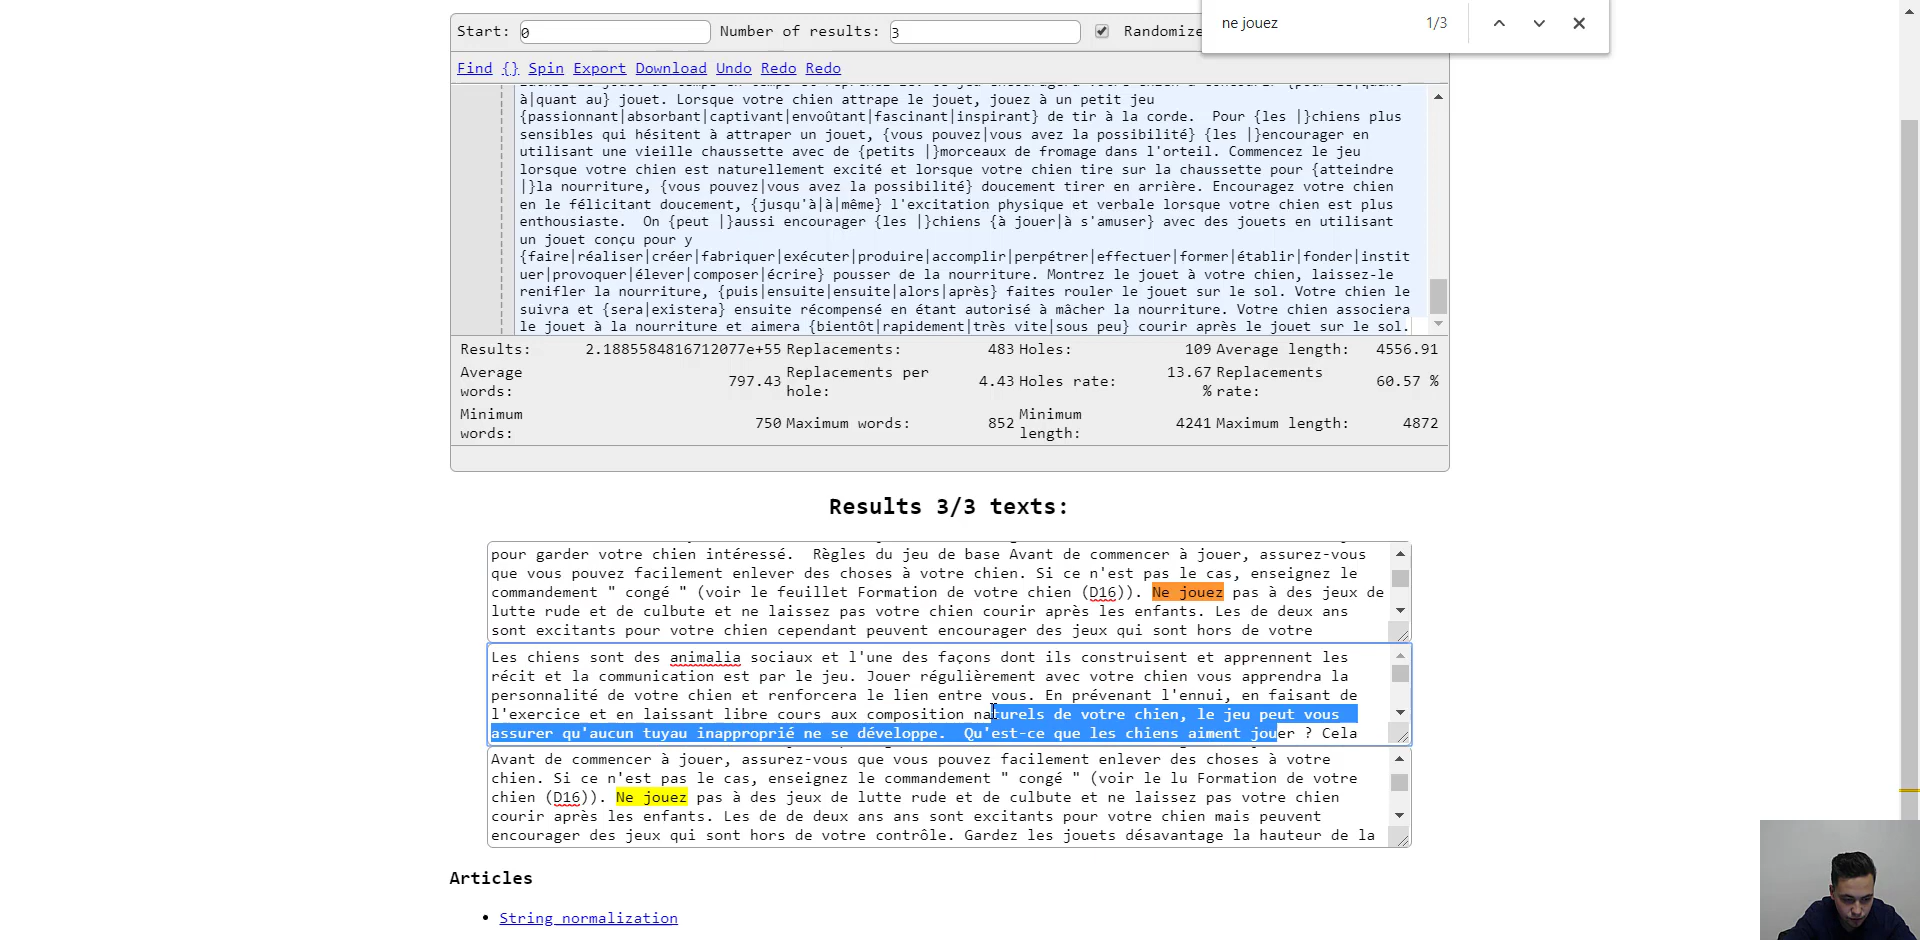 Start: 0 Number of results: 3 Randomize
ne jouez 1/3
Find {} Spin Export Download Undo Redo Redo
à|quant au} jouet. Lorsque votre chien attrape le jouet, jouez à un petit jeu
{passionnant|absorbant|captivant|envoûtant|fascinant|inspirant} de tir à la corde.  Pour {les |}chiens plus
sensibles qui hésitent à attraper un jouet, {vous pouvez|vous avez la possibilité} {les |}encourager en
utilisant une vieille chaussette avec de {petits |}morceaux de fromage dans l'orteil. Commencez le jeu
lorsque votre chien est naturellement excité et lorsque votre chien tire sur la chaussette pour {atteindre
|}la nourriture, {vous pouvez|vous avez la possibilité} doucement tirer en arrière. Encouragez votre chien
en le félicitant doucement, {jusqu'à|à|même} l'excitation physique et verbale lorsque votre chien est plus
enthousiaste.  On {peut |}aussi encourager {les |}chiens {à jouer|à s'amuser} avec des jouets en utilisant
un jouet conçu pour y
{faire|réaliser|créer|fabriquer|exécuter|produire|accomplir|perpétrer|effectuer|former|établir|fonder|instit
uer|provoquer|élever|composer|écrire} pousser de la nourriture. Montrez le jouet à votre chien, laissez-le
renifler la nourriture, {puis|ensuite|ensuite|alors|après} faites rouler le jouet sur le sol. Votre chien le
suivra et {sera|existera} ensuite récompensé en étant autorisé à mâcher la nourriture. Votre chien associera
le jouet à la nourriture et aimera {bientôt|rapidement|très vite|sous peu} courir après le jouet sur le sol.
Results: 2.1885584816712077e+55 Replacements: 483 Holes: 109 Average length: 4556.91
Average words: 797.43 Replacements per hole: 4.43 Holes rate: 13.67 % Replacements rate: 60.57 %
Minimum words: 750 Maximum words: 852 Minimum length: 4241 Maximum length: 4872
Results 3/3 texts:
pour garder votre chien intéressé.  Règles du jeu de base Avant de commencer à jouer, assurez-vous
que vous pouvez facilement enlever des choses à votre chien. Si ce n'est pas le cas, enseignez le
commandement " congé " (voir le feuillet Formation de votre chien (D16)). Ne jouez pas à des jeux de
lutte rude et de culbute et ne laissez pas votre chien courir après les enfants. Les de deux ans
sont excitants pour votre chien cependant peuvent encourager des jeux qui sont hors de votre
Les chiens sont des animalia sociaux et l'une des façons dont ils construisent et apprennent les
récit et la communication est par le jeu. Jouer régulièrement avec votre chien vous apprendra la
personnalité de votre chien et renforcera le lien entre vous. En prévenant l'ennui, en faisant de
l'exercice et en laissant libre cours aux composition naturels de votre chien, le jeu peut vous
assurer qu'aucun tuyau inapproprié ne se développe.  Qu'est-ce que les chiens aiment jouer ? Cela
Avant de commencer à jouer, assurez-vous que vous pouvez facilement enlever des choses à votre
chien. Si ce n'est pas le cas, enseignez le commandement " congé " (voir le lu Formation de votre
chien (D16)). Ne jouez pas à des jeux de lutte rude et de culbute et ne laissez pas votre chien
courir après les enfants. Les de de deux ans ans sont excitants pour votre chien mais peuvent
encourager des jeux qui sont hors de votre contrôle. Gardez les jouets désavantage la hauteur de la
Articles
String normalization